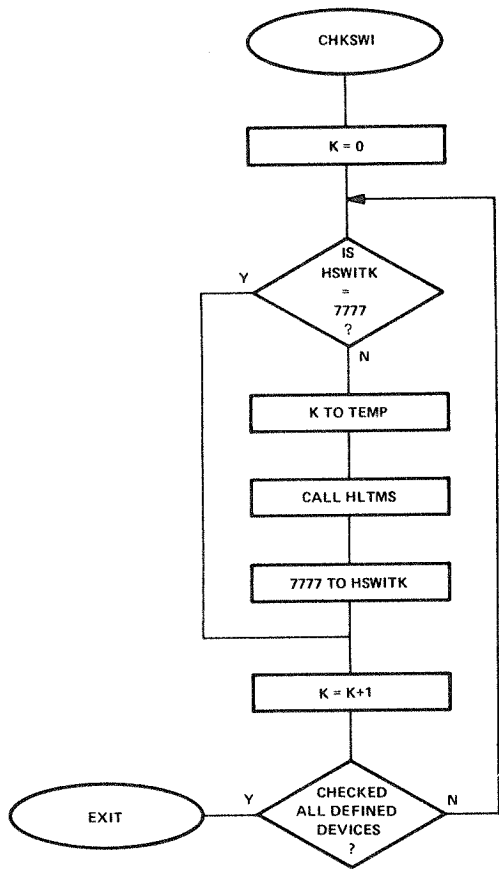 CHKSWI
K = 0
IS
HSWITK
=
7777
?
Y
N
K TO TEMP
CALL HLTMS
7777 TO HSWITK
K = K+1
CHECKED
ALL DEFINED
DEVICES
?
Y
N
EXIT